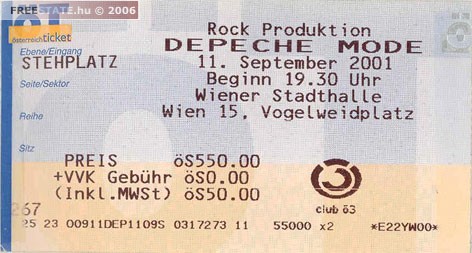 FREE STATE.hu © 2006
österreichticket
Ebene/Eingang
STEHPLATZ
Seite/Sektor
Reihe
Sitz
Rock Produktion
DEPECHE MODE
11. September 2001
Beginn 19.30 Uhr
Wiener Stadthalle
Wien 15, Vogelweidplatz
PREIS öS550.00
+VVK Gebühr öS0.00
(Inkl.MWSt) öS50.00
club ö3
267
25 23 00911DEP1109S 0317273 11 55000 x2 *E22YW00*